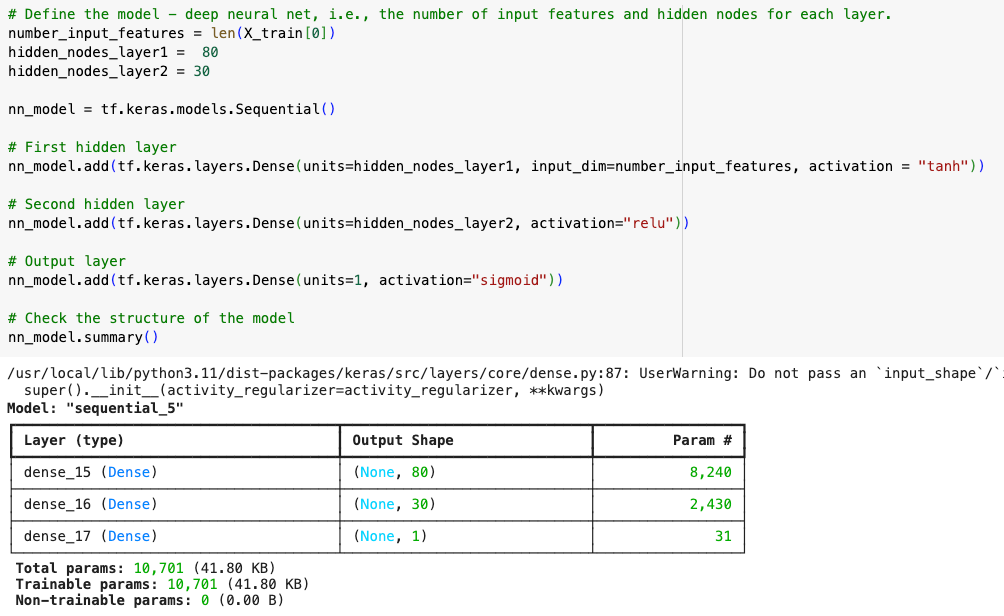 # Define the model - deep neural net, i.e., the number of input features and hidden nodes for each layer.
number_input_features = len(X_train[0])
hidden_nodes_layer1 =  80
hidden_nodes_layer2 = 30
nn_model = tf.keras.models.Sequential()
# First hidden layer
nn_model.add(tf.keras.layers.Dense(units=hidden_nodes_layer1, input_dim=number_input_features, activation = "tanh"))
# Second hidden layer
nn_model.add(tf.keras.layers.Dense(units=hidden_nodes_layer2, activation="relu"))
# Output layer
nn_model.add(tf.keras.layers.Dense(units=1, activation="sigmoid"))
# Check the structure of the model
nn_model.summary()
/usr/local/lib/python3.11/dist-packages/keras/src/layers/core/dense.py:87: UserWarning: Do not pass an `input_shape`/`
super().__init__(activity_regularizer=activity_regularizer, **kwargs)
Model: "sequential_5"
Layer (type) Output Shape Param #
dense_15 (Dense) (None, 80) 8,240
dense_16 (Dense) (None, 30) 2,430
dense_17 (Dense) (None, 1) 31
Total params: 10,701 (41.80 KB)
Trainable params: 10,701 (41.80 KB)
Non-trainable params: 0 (0.00 B)